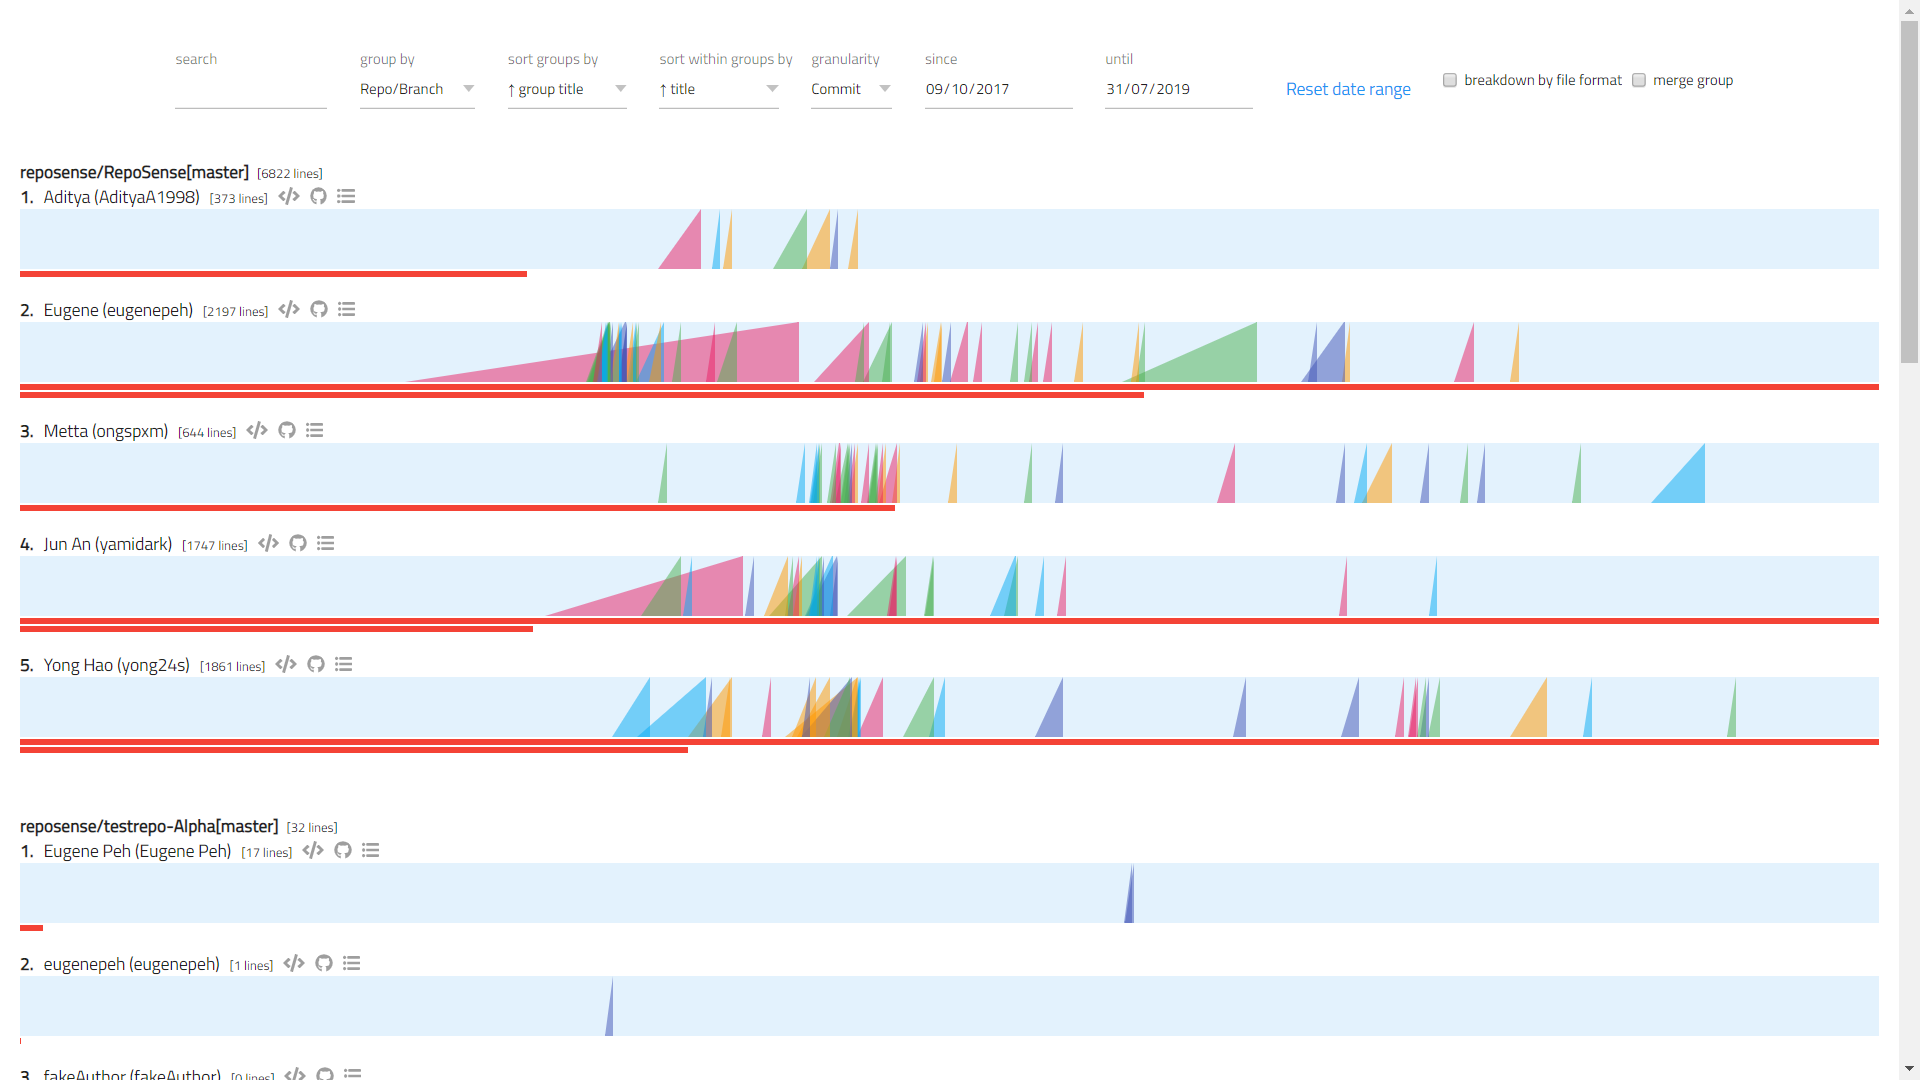 search group by sort groups by sort within groups by granularity since until
Repo/Branch ↑ group title ↑ title Commit 09/10/2017 31/07/2019 Reset date range breakdown by file format merge group
reposense/RepoSense[master] [6822 lines]
1. Aditya (AdityaA1998) [373 lines]
2. Eugene (eugenepeh) [2197 lines]
3. Metta (ongspxm) [644 lines]
4. Jun An (yamidark) [1747 lines]
5. Yong Hao (yong24s) [1861 lines]
reposense/testrepo-Alpha[master] [32 lines]
1. Eugene Peh (Eugene Peh) [17 lines]
2. eugenepeh (eugenepeh) [1 lines]
3. fakeAuthor (fakeAuthor) [0 lines]